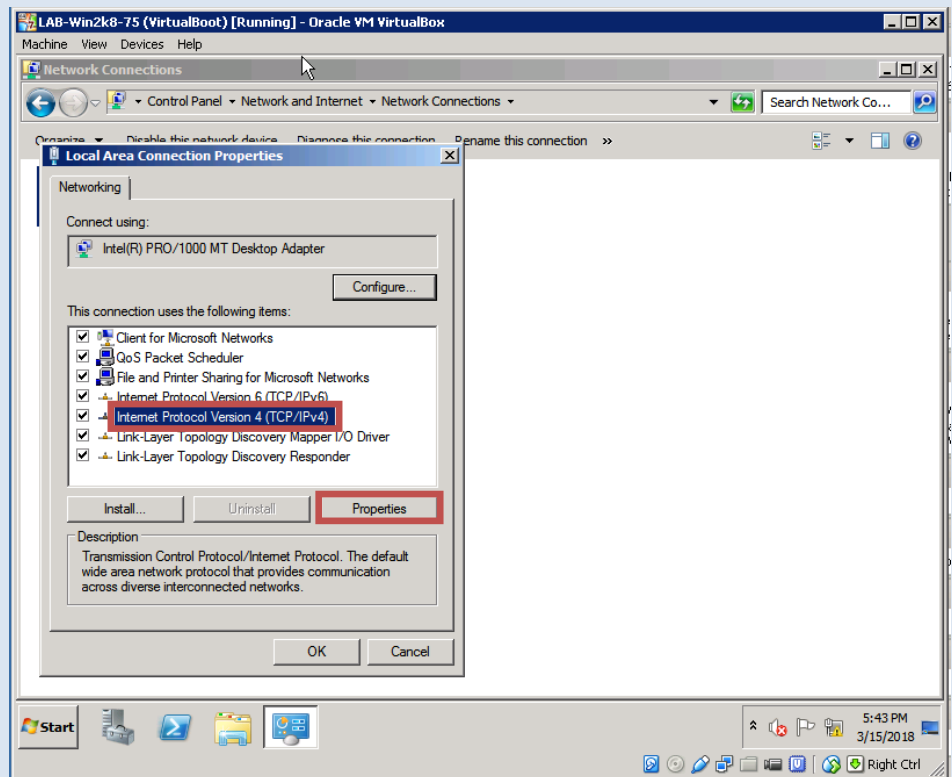 LAB-Win2k8-75 (VirtualBoot) [Running] - Oracle VM VirtualBox
Machine View Devices Help
Network Connections
Control Panel Network and Internet Network Connections
Search Network Co...
Organize Disable this network device Diagnose this connection Rename this connection »
Local Area Connection Properties
Networking
Connect using:
Intel(R) PRO/1000 MT Desktop Adapter
Configure...
This connection uses the following items:
Client for Microsoft Networks
QoS Packet Scheduler
File and Printer Sharing for Microsoft Networks
Internet Protocol Version 6 (TCP/IPv6)
Internet Protocol Version 4 (TCP/IPv4)
Link-Layer Topology Discovery Mapper I/O Driver
Link-Layer Topology Discovery Responder
Install... Uninstall Properties
Description
Transmission Control Protocol/Internet Protocol. The default
wide area network protocol that provides communication
across diverse interconnected networks.
OK Cancel
Start
5:43 PM
3/15/2018
Right Ctrl